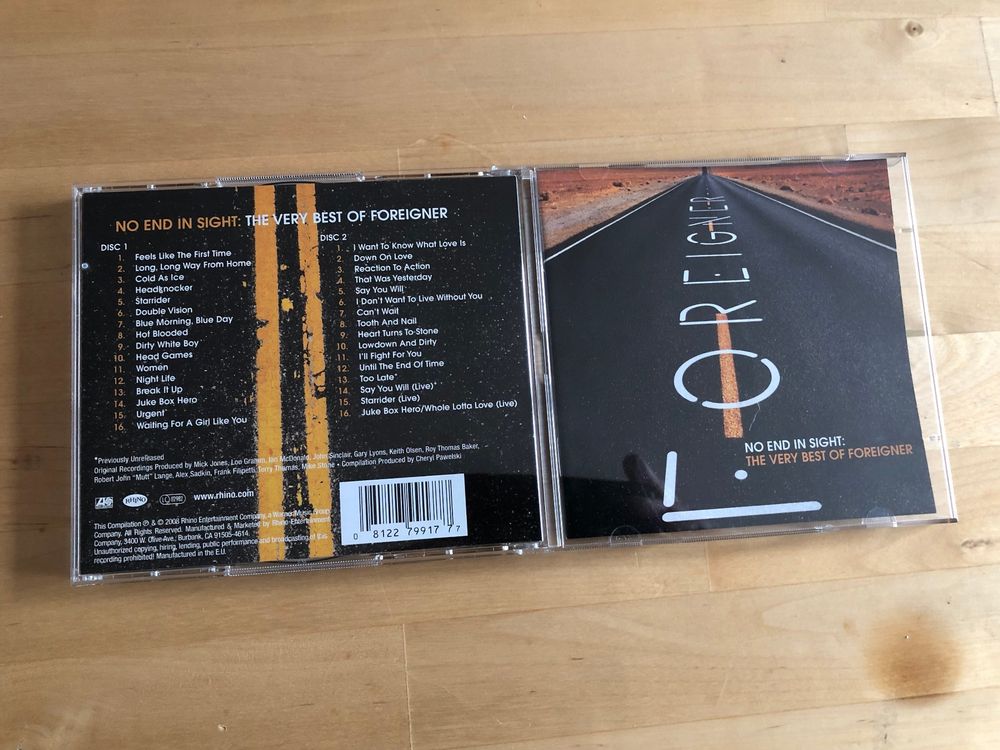 NO END IN SIGHT: THE VERY BEST OF FOREIGNER
DISC 1
1. Feels Like The First Time
2. Long, Long Way From Home
3. Cold As Ice
4. Headknocker
5. Starrider
6. Double Vision
7. Blue Morning, Blue Day
8. Hot Blooded
9. Dirty White Boy
10. Head Games
11. Women
12. Night Life
13. Break It Up
14. Juke Box Hero
15. Urgent
16. Waiting For A Girl Like You
DISC 2
1. I Want To Know What Love Is
2. Down On Love
3. Reaction To Action
4. That Was Yesterday
5. Say You Will
6. I Don't Want To Live Without You
7. Can't Wait
8. Tooth And Nail
9. Heart Turns To Stone
10. Lowdown And Dirty
11. I'll Fight For You
12. Until The End Of Time
13. Too Late*
14. Say You Will (Live)*
15. Starrider (Live)
16. Juke Box Hero/Whole Lotta Love (Live)
*Previously Unreleased
Original Recordings Produced by Mick Jones, Lou Gramm, Ian McDonald, John Sinclair, Gary Lyons, Keith Olsen, Roy Thomas Baker,
Robert John "Mutt" Lange, Alex Sadkin, Frank Filipetti, Terry Thomas, Mike Stone • Compilation Produced by Cheryl Pawelski
RHINO
www.rhino.com
This Compilation ℗ & © 2008 Rhino Entertainment Company, a Warner Music Group
Company. All Rights Reserved. Manufactured & Marketed by Rhino Entertainment
Company, 3400 W. Olive Ave., Burbank, CA 91505-4614.
Unauthorized copying, hiring, lending, public performance and broadcasting of this
recording prohibited! Manufactured in the E.U.
0 81227 99177 7
FOREIGNER
NO END IN SIGHT:
THE VERY BEST OF FOREIGNER